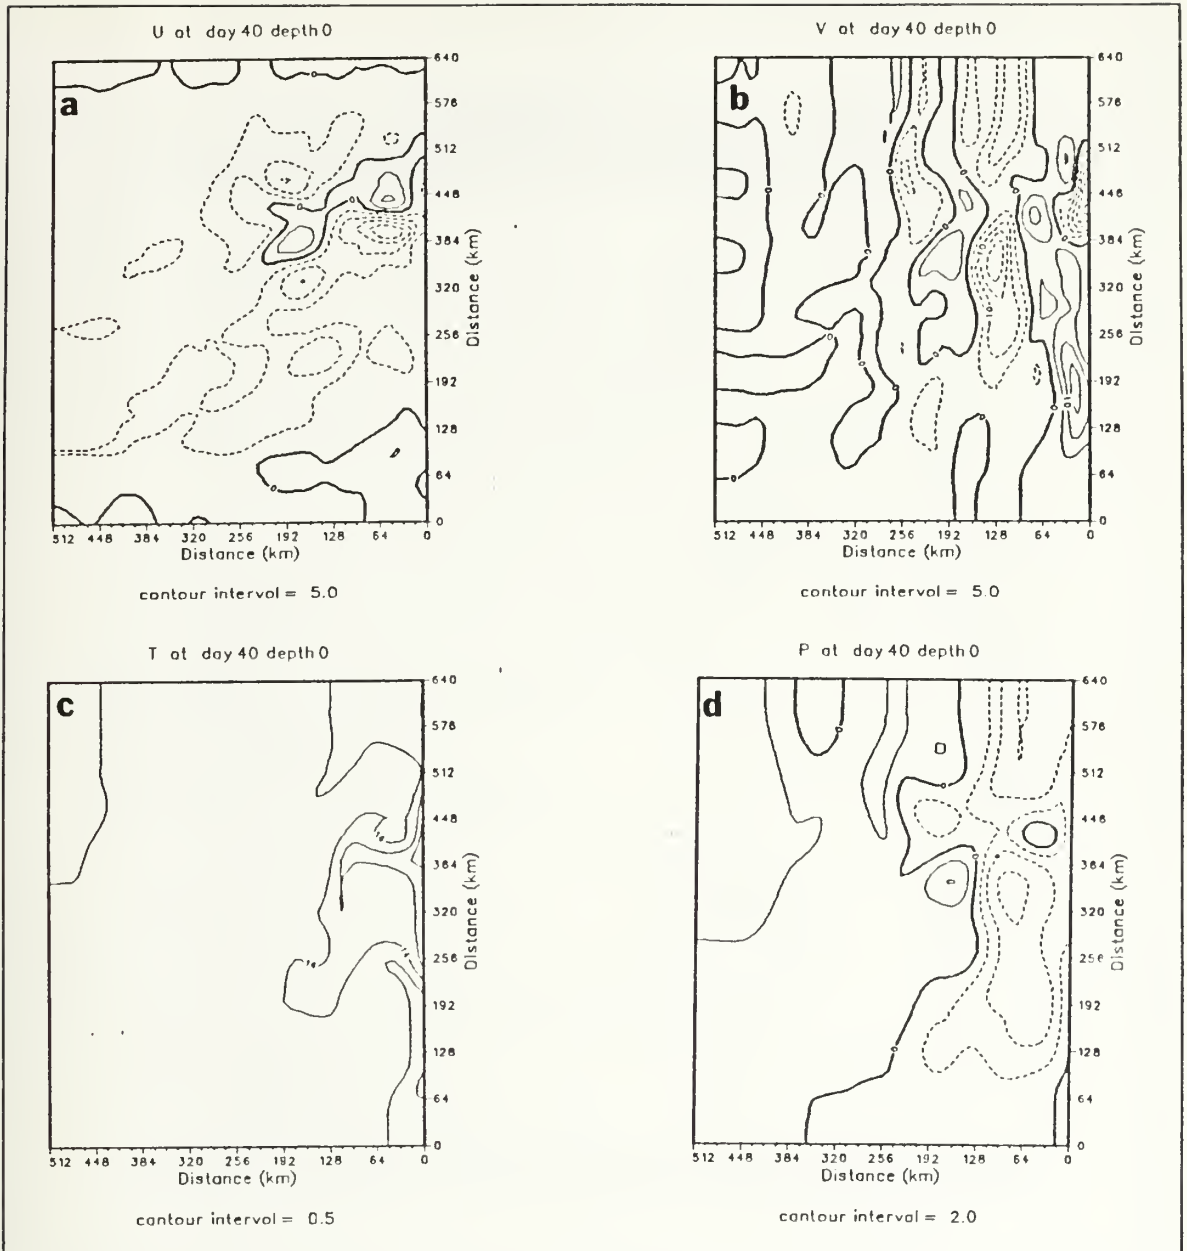 U at day 40 depth 0
a
640
576
512
448
384
320
256
192
128
64
0
Distance (km)
512 448 384 320 256 192 128 64 0
Distance (km)
contour interval = 5.0
V at day 40 depth 0
b
640
576
512
448
384
320
256
192
128
64
0
Distance (km)
512 448 384 320 256 192 128 64 0
Distance (km)
contour interval = 5.0
T at day 40 depth 0
c
640
576
512
448
384
320
256
192
128
64
0
Distance (km)
512 448 384 320 256 192 128 64 0
Distance (km)
contour interval = 0.5
P at day 40 depth 0
d
640
576
512
448
384
320
256
192
128
64
0
Distance (km)
512 448 384 320 256 192 128 64 0
Distance (km)
contour interval = 2.0